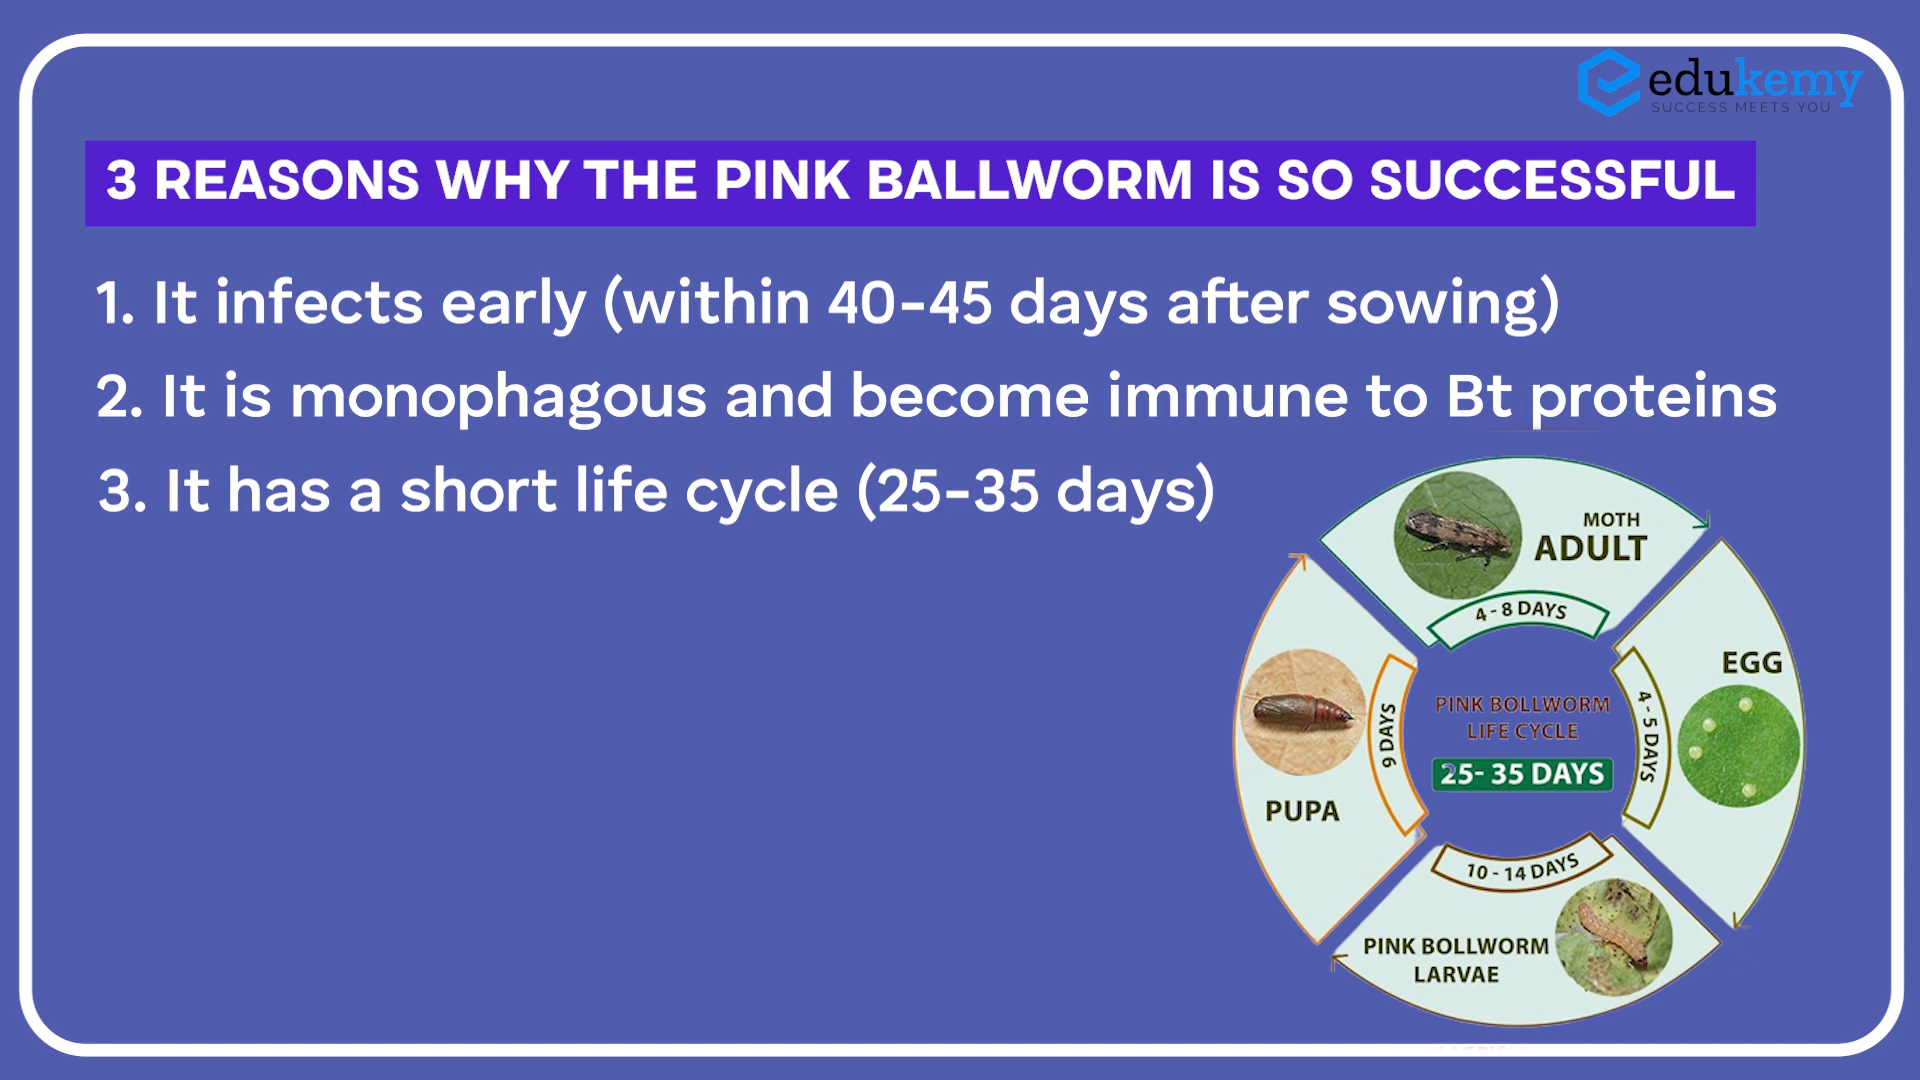 edukemy
SUCCESS MEETS YOU
3 REASONS WHY THE PINK BALLWORM IS SO SUCCESSFUL
1. It infects early (within 40-45 days after sowing)
2. It is monophagous and become immune to Bt proteins
3. It has a short life cycle (25-35 days)
MOTH
ADULT
4 - 8 DAYS
EGG
4 - 5 DAYS
PINK BOLLWORM
LIFE CYCLE
25- 35 DAYS
9 DAYS
PUPA
10 - 14 DAYS
PINK BOLLWORM
LARVAE